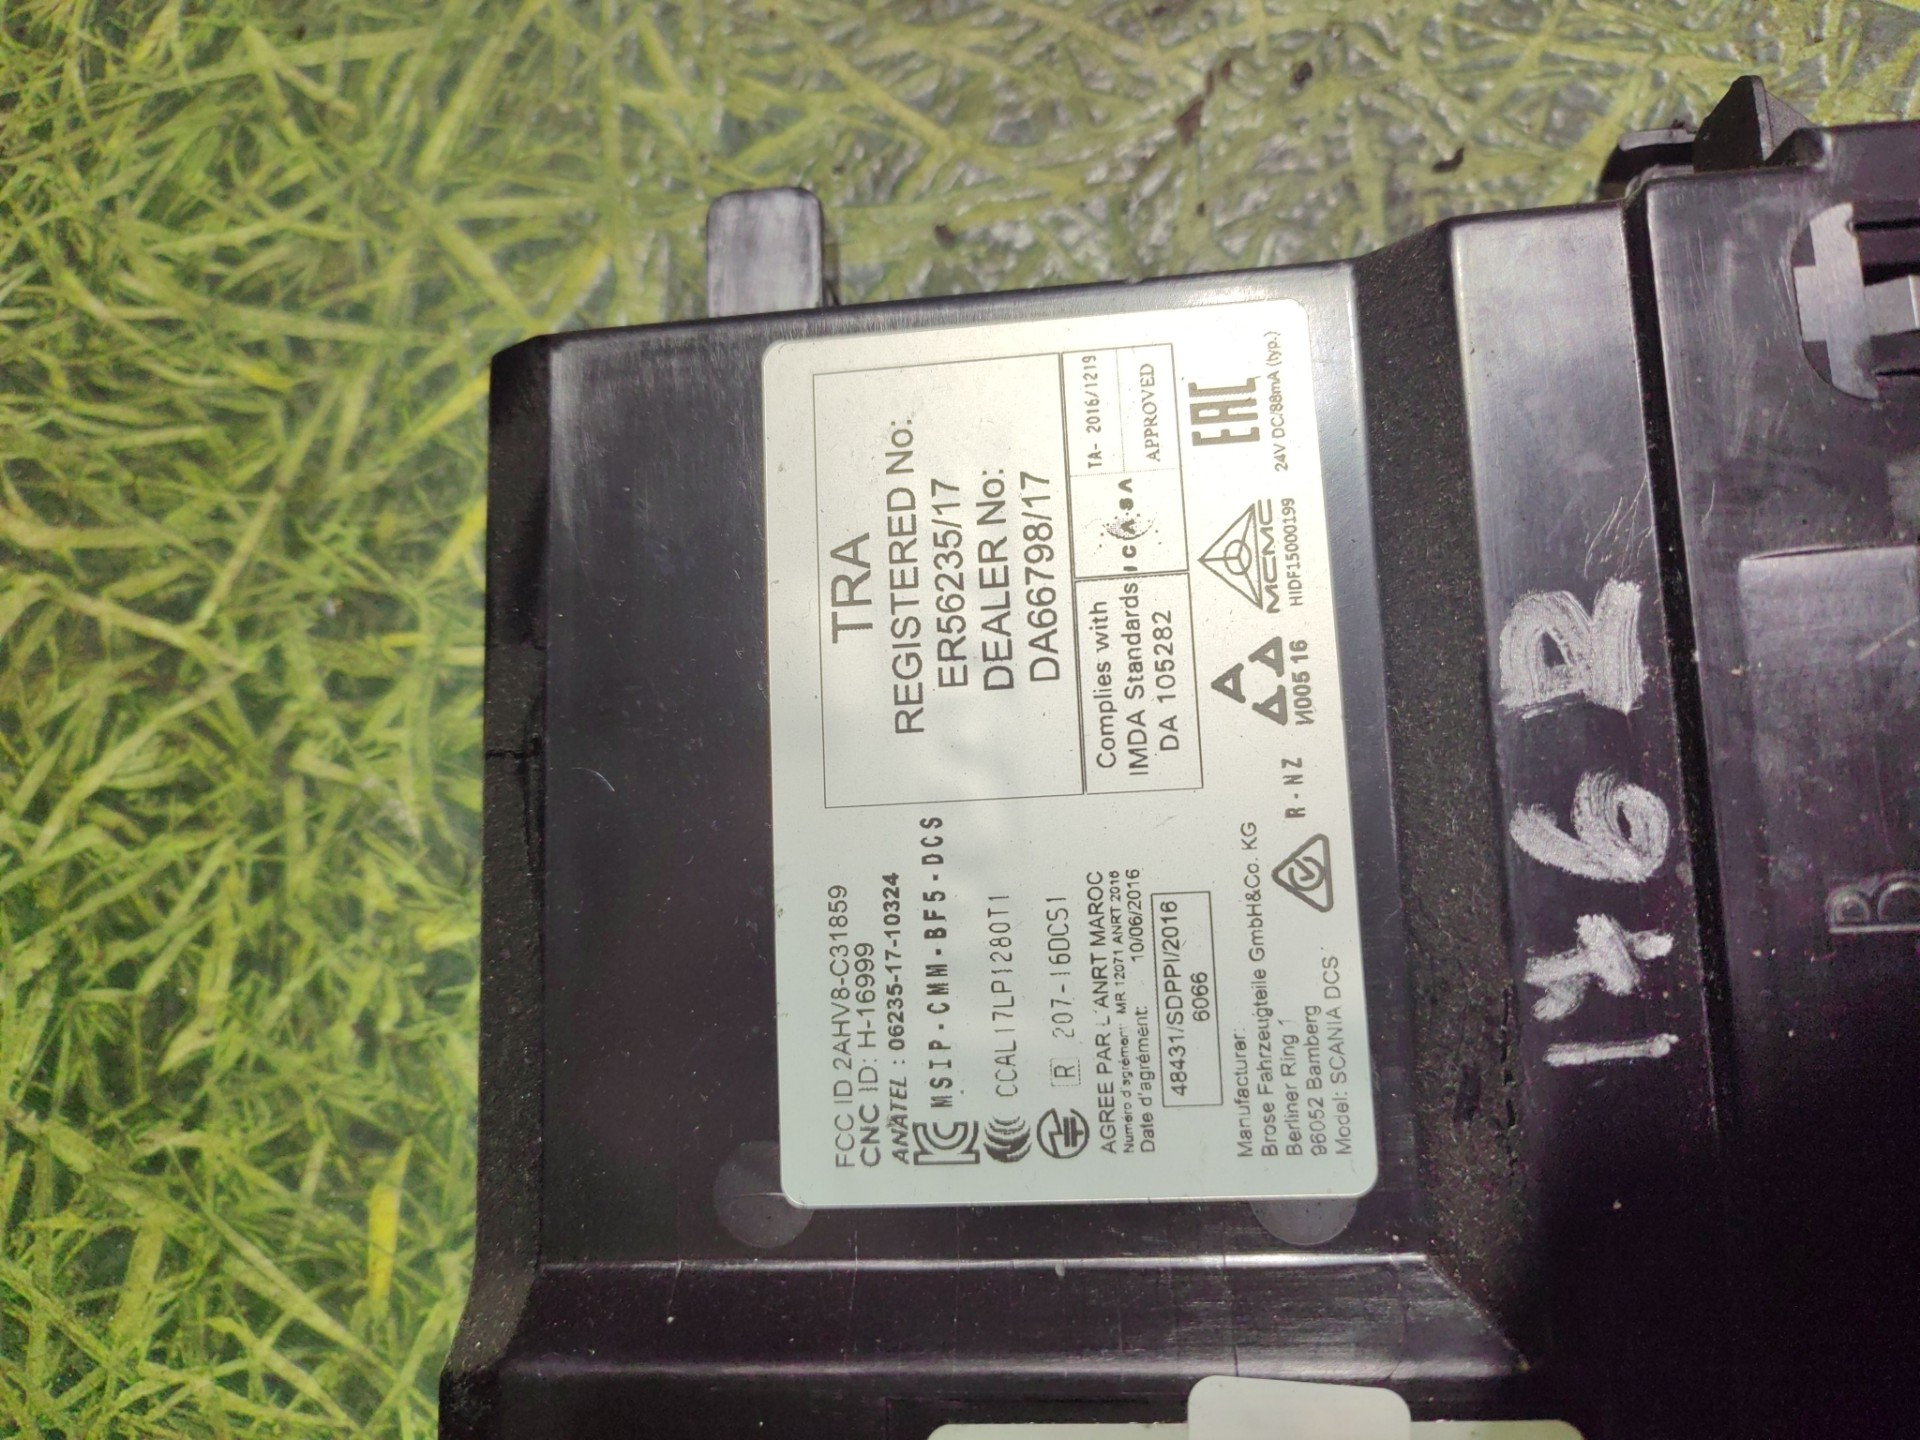 FCC ID 2AHV8-C31859
CNC ID: H-16999
ANATEL: 06235-17-10324
MSIP-CMM-BF5-DCS
CCAL17LP1280T1
R 207-16DCS1
AGREE PAR L'ANRT MAROC
Numero d'agrément: MR 12071 ANRT 2016
Date d'agrément: 10/06/2016
48431/SDPPI/2016
6066
Manufacturer:
Brose Fahrzeugteile GmbH&Co. KG
Berliner Ring 1
96052 Bamberg
Model: SCANIA DCS
TRA
REGISTERED No:
ER56235/17
DEALER No:
DA66798/17
Complies with
IMDA Standards
DA 105282
ICASA
TA- 2016/1219
APPROVED
R-NZ
И005 16
MCMC
HIDF15000199
EAC
24V DC/88mA (typ.)
146
B